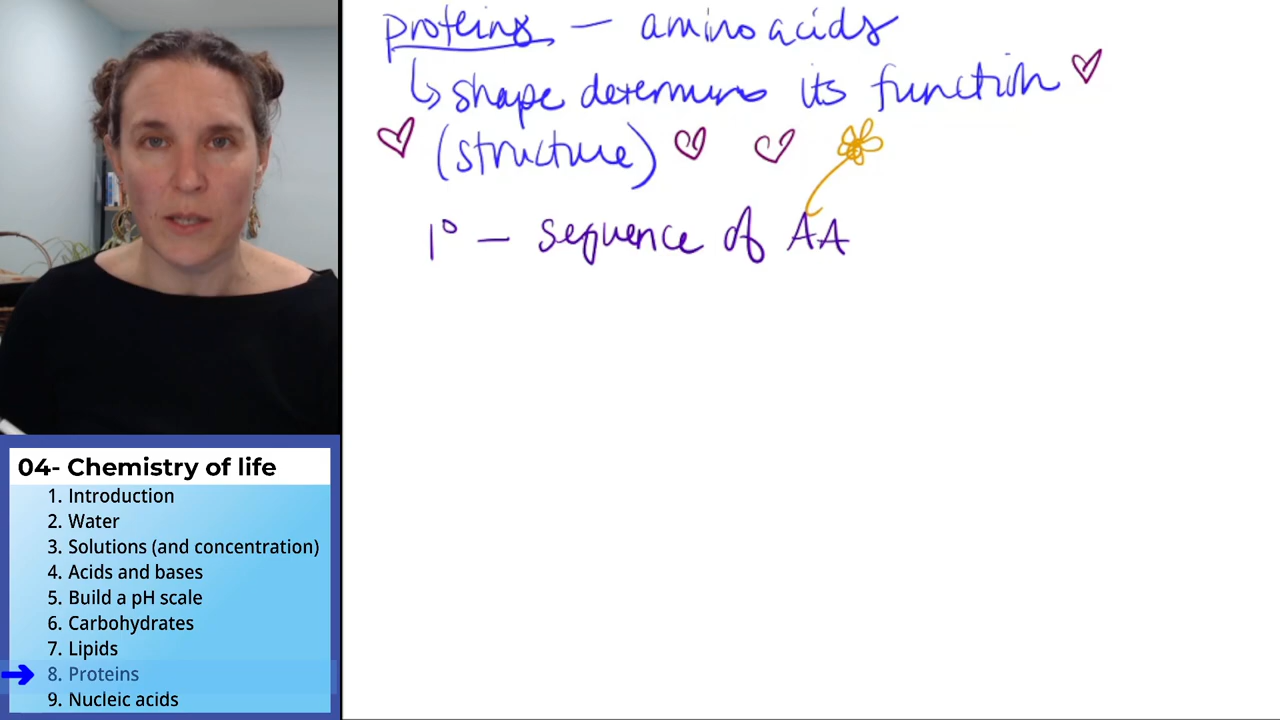 proteins — amino acids
↳ shape determins its function
(structure)
1° — sequence of AA
04- Chemistry of life
1. Introduction
2. Water
3. Solutions (and concentration)
4. Acids and bases
5. Build a pH scale
6. Carbohydrates
7. Lipids
8. Proteins
9. Nucleic acids